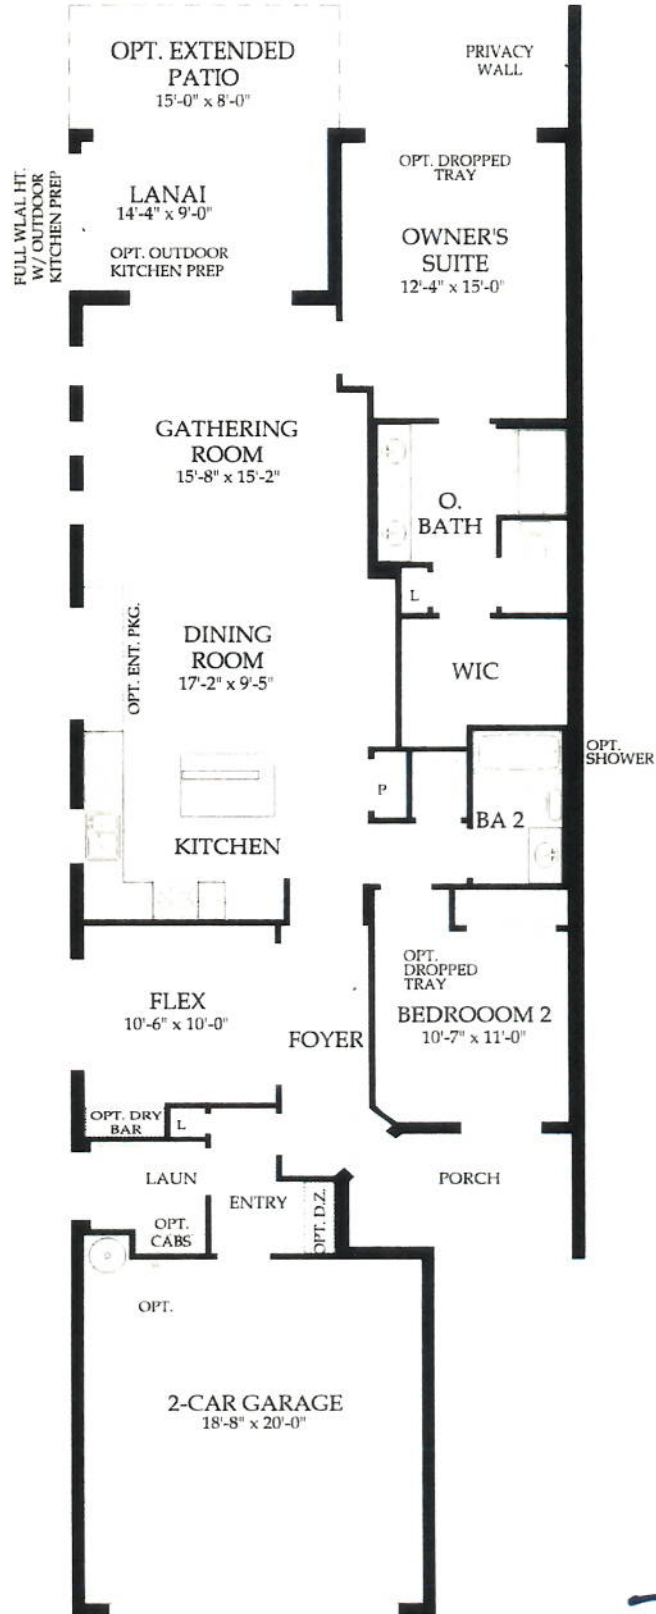 OPT. EXTENDED
PATIO
15'-0" x 8'-0"
PRIVACY
WALL
FULL WLAL HT.
W/ OUTDOOR
KITCHEN PREP
LANAI
14'-4" x 9'-0"
OPT. OUTDOOR
KITCHEN PREP
OPT. DROPPED
TRAY
OWNER'S
SUITE
12'-4" x 15'-0"
GATHERING
ROOM
15'-8" x 15'-2"
O.
BATH
L
OPT. ENT. PKG.
DINING
ROOM
17'-2" x 9'-5"
WIC
OPT.
SHOWER
P
BA 2
KITCHEN
FLEX
10'-6" x 10'-0"
FOYER
OPT.
DROPPED
TRAY
BEDROOOM 2
10'-7" x 11'-0"
OPT. DRY
BAR
L
LAUN
ENTRY
OPT. D.Z.
PORCH
OPT.
CABS
OPT.
2-CAR GARAGE
18'-8" x 20'-0"